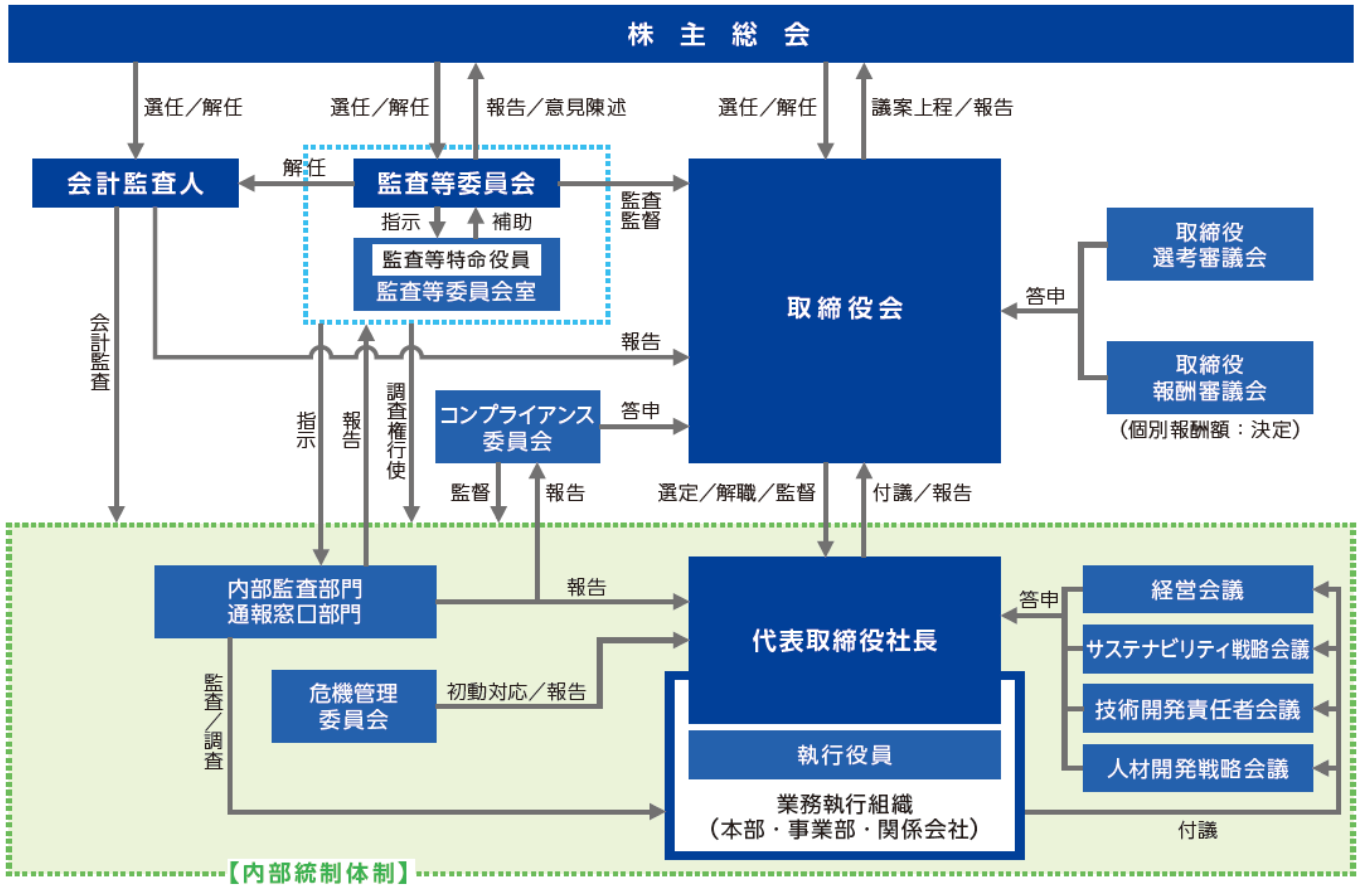 株主総会
選任/解任
選任/解任
報告/意見陳述
選任/解任
議案上程/報告
会計監査人
解任
監査等委員会
監査
監督
指示
補助
監査等特命役員
監査等委員会室
取締役会
取締役
選考審議会
答申
取締役
報酬審議会
(個別報酬額:決定)
会計監査
報告
指示
報告
調査権行使
コンプライアンス
委員会
答申
監督
報告
選定/解職/監督
付議/報告
内部監査部門
通報窓口部門
報告
代表取締役社長
答申
経営会議
サステナビリティ戦略会議
技術開発責任者会議
人材開発戦略会議
監査/調査
危機管理
委員会
初動対応/報告
執行役員
業務執行組織
(本部・事業部・関係会社)
付議
【内部統制体制】